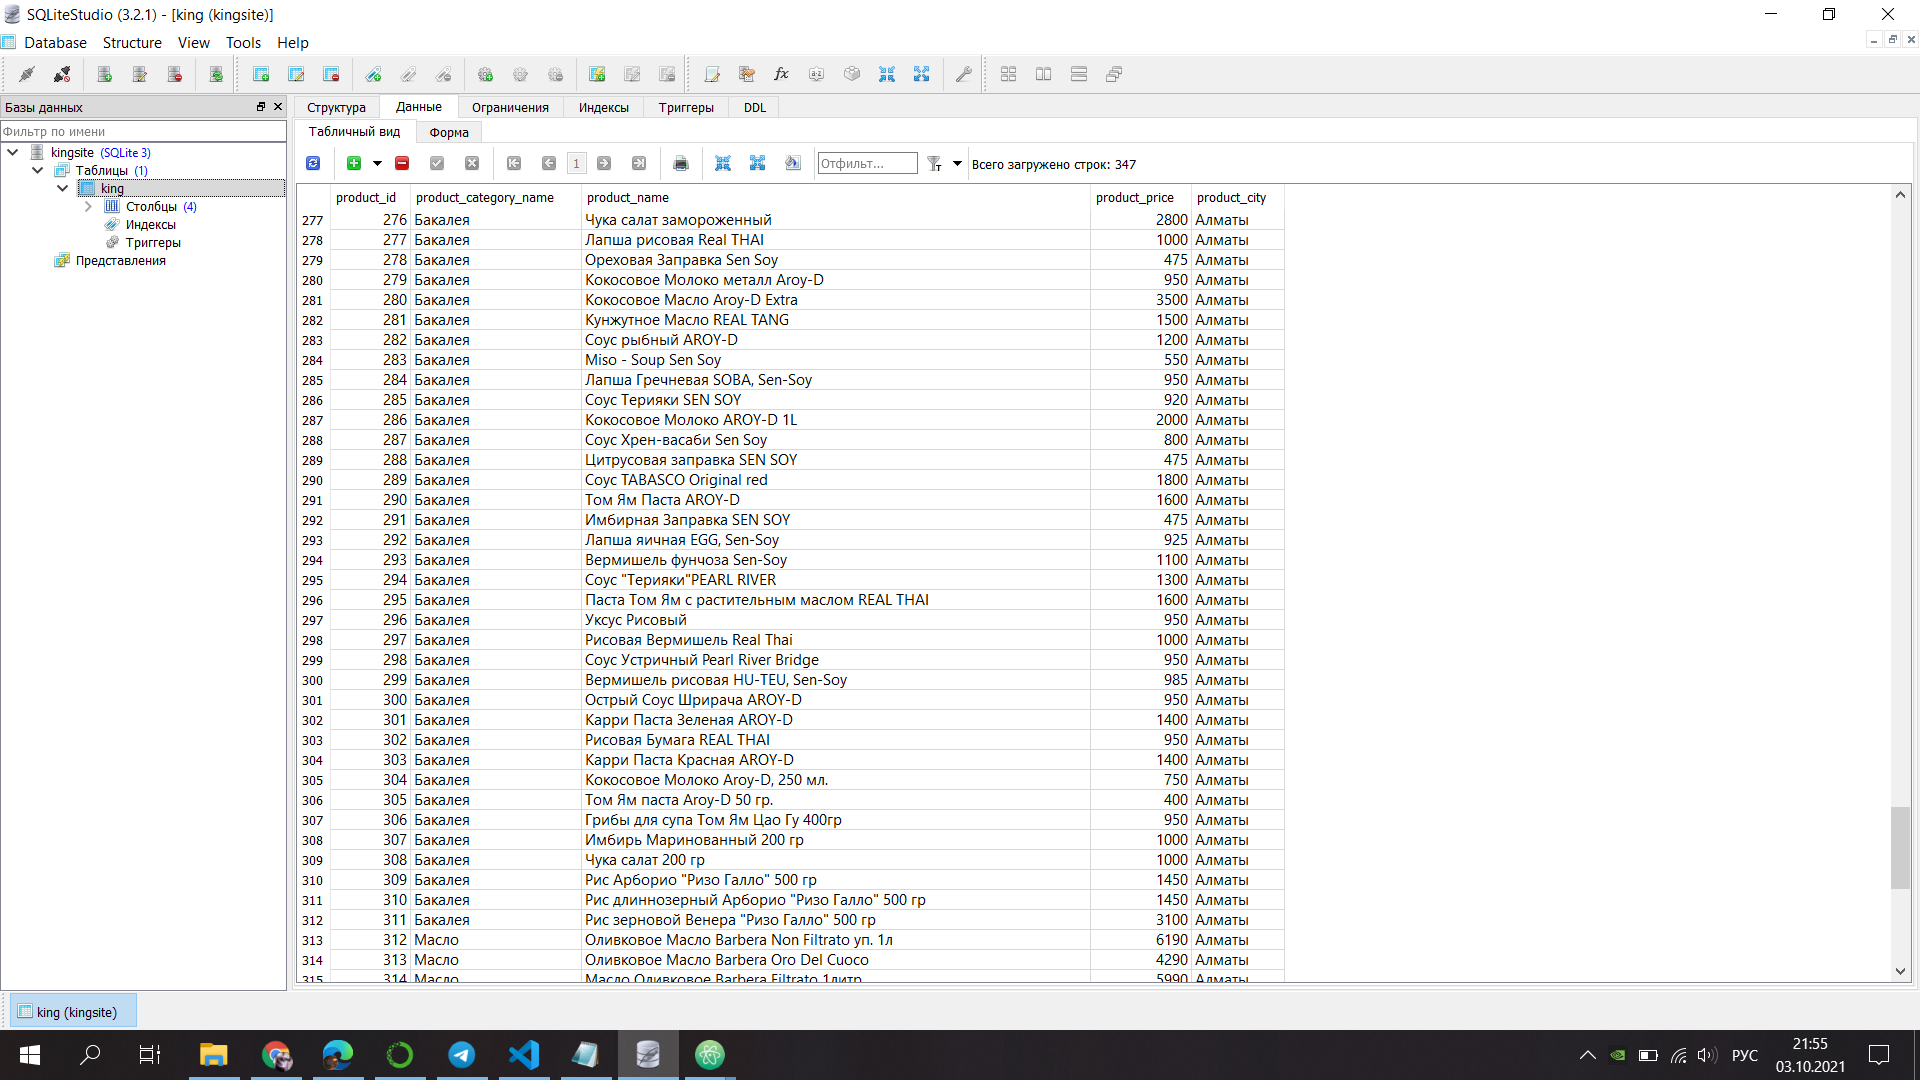 SQLiteStudio (3.2.1) - [king (kingsite)]
Database Structure View Tools Help
Базы данных
Структура Данные Ограничения Индексы Триггеры DDL
Фильтр по имени
Табличный вид Форма
kingsite (SQLite 3)
Таблицы (1)
king
Столбцы (4)
Индексы
Триггеры
Представления
1 Отфильт... Всего загружено строк: 347
product_id product_category_name product_name product_price product_city
277 276 Бакалея Чука салат замороженный 2800 Алматы
278 277 Бакалея Лапша рисовая Real THAI 1000 Алматы
279 278 Бакалея Ореховая Заправка Sen Soy 475 Алматы
280 279 Бакалея Кокосовое Молоко металл Aroy-D 950 Алматы
281 280 Бакалея Кокосовое Масло Aroy-D Extra 3500 Алматы
282 281 Бакалея Кунжутное Масло REAL TANG 1500 Алматы
283 282 Бакалея Соус рыбный AROY-D 1200 Алматы
284 283 Бакалея Miso - Soup Sen Soy 550 Алматы
285 284 Бакалея Лапша Гречневая SOBA, Sen-Soy 950 Алматы
286 285 Бакалея Соус Терияки SEN SOY 920 Алматы
287 286 Бакалея Кокосовое Молоко AROY-D 1L 2000 Алматы
288 287 Бакалея Соус Хрен-васаби Sen Soy 800 Алматы
289 288 Бакалея Цитрусовая заправка SEN SOY 475 Алматы
290 289 Бакалея Соус TABASCO Original red 1800 Алматы
291 290 Бакалея Том Ям Паста AROY-D 1600 Алматы
292 291 Бакалея Имбирная Заправка SEN SOY 475 Алматы
293 292 Бакалея Лапша яичная EGG, Sen-Soy 925 Алматы
294 293 Бакалея Вермишель фунчоза Sen-Soy 1100 Алматы
295 294 Бакалея Соус "Терияки"PEARL RIVER 1300 Алматы
296 295 Бакалея Паста Том Ям с растительным маслом REAL THAI 1600 Алматы
297 296 Бакалея Уксус Рисовый 950 Алматы
298 297 Бакалея Рисовая Вермишель Real Thai 1000 Алматы
299 298 Бакалея Соус Устричный Pearl River Bridge 950 Алматы
300 299 Бакалея Вермишель рисовая HU-TEU, Sen-Soy 985 Алматы
301 300 Бакалея Острый Соус Шрирача AROY-D 950 Алматы
302 301 Бакалея Карри Паста Зеленая AROY-D 1400 Алматы
303 302 Бакалея Рисовая Бумага REAL THAI 950 Алматы
304 303 Бакалея Карри Паста Красная AROY-D 1400 Алматы
305 304 Бакалея Кокосовое Молоко Aroy-D, 250 мл. 750 Алматы
306 305 Бакалея Том Ям паста Aroy-D 50 гр. 400 Алматы
307 306 Бакалея Грибы для супа Том Ям Цао Гу 400гр 950 Алматы
308 307 Бакалея Имбирь Маринованный 200 гр 1000 Алматы
309 308 Бакалея Чука салат 200 гр 1000 Алматы
310 309 Бакалея Рис Арборио "Ризо Галло" 500 гр 1450 Алматы
311 310 Бакалея Рис длиннозерный Арборио "Ризо Галло" 500 гр 1450 Алматы
312 311 Бакалея Рис зерновой Венера "Ризо Галло" 500 гр 3100 Алматы
313 312 Масло Оливковое Масло Barbera Non Filtrato уп. 1л 6190 Алматы
314 313 Масло Оливковое Масло Barbera Oro Del Cuoco 4290 Алматы
315 314 Масло Масло Оливковое Barbera Filtrato 1литр 5990 Алматы
king (kingsite)
РУС
21:55
03.10.2021